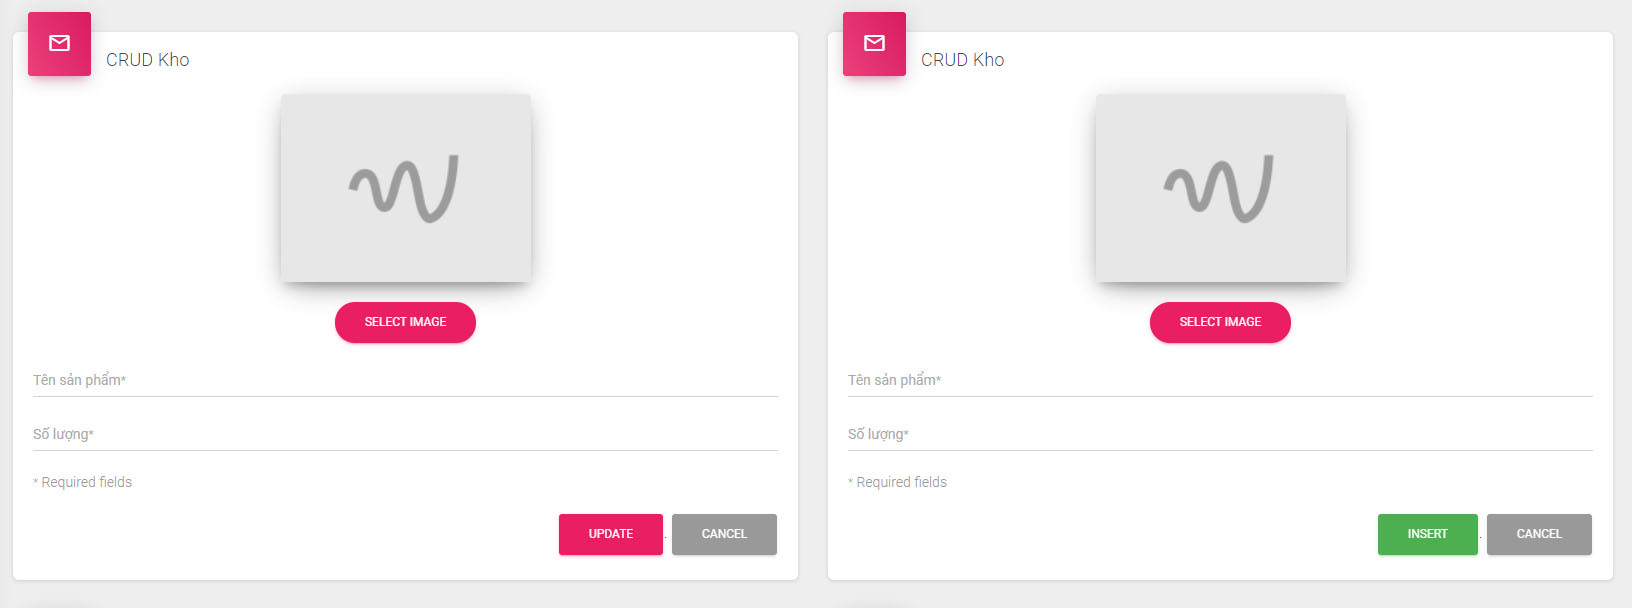 CRUD Kho
SELECT IMAGE
Tên sản phẩm*
Số lượng*
* Required fields
UPDATE . CANCEL
CRUD Kho
SELECT IMAGE
Tên sản phẩm*
Số lượng*
* Required fields
INSERT . CANCEL